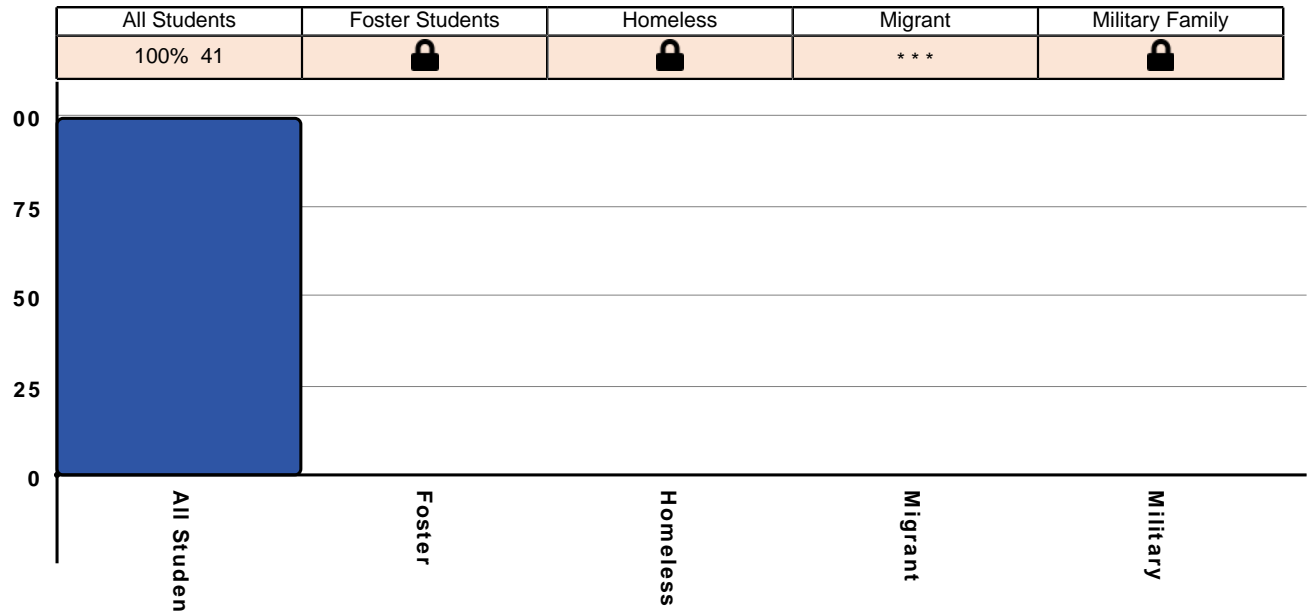 All Students Foster Students Homeless Migrant Military Family
100% 41 * * *
00
75
50
25
0
All Studen
Foster
Homeless
Migrant
Military